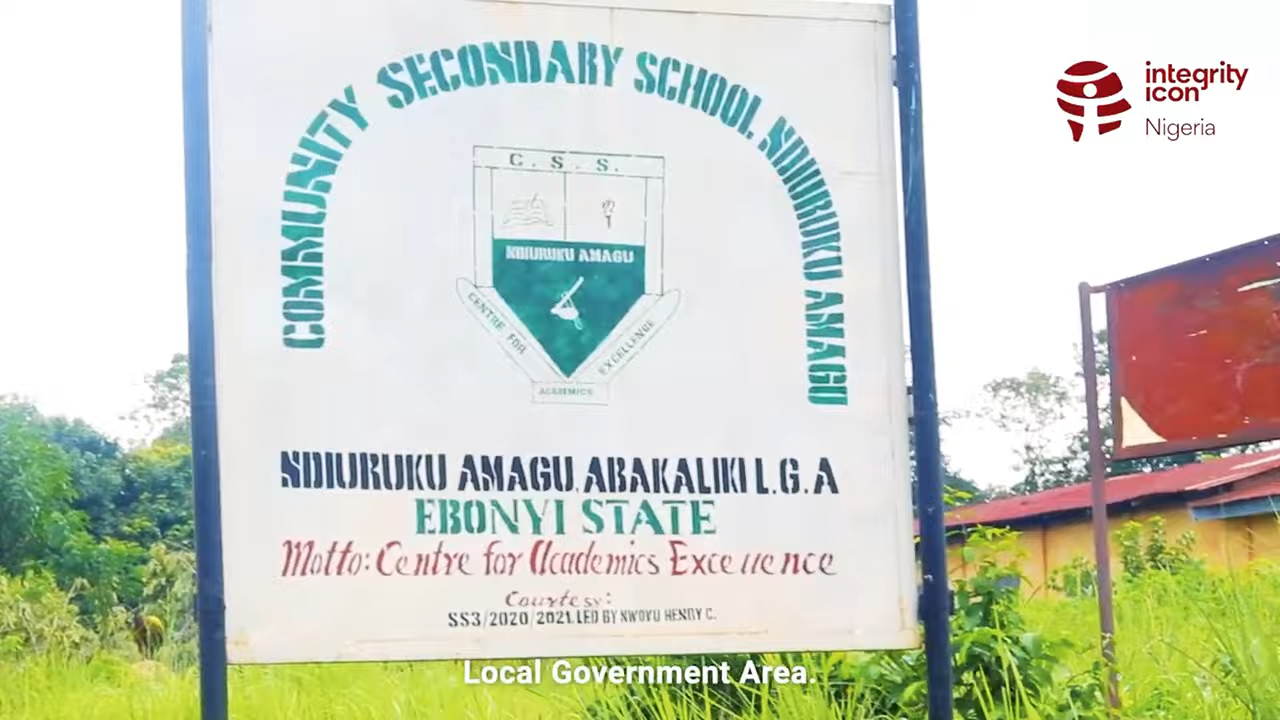 COMMUNITY SECONDARY SCHOOL, NDIURUKU AMAGU
C. S. S.
NDIURUKU AMAGU
CENTRE FOR
ACADEMICS
EXCELLENCE
NDIURUKU AMAGU, ABAKALIKI L.G.A
EBONYI STATE
Motto: Centre for Academics Excellence
Courtesy:
SS3/2020/2021. LED BY NWOVU HENRY C.
integrity
icon
Nigeria
Local Government Area.